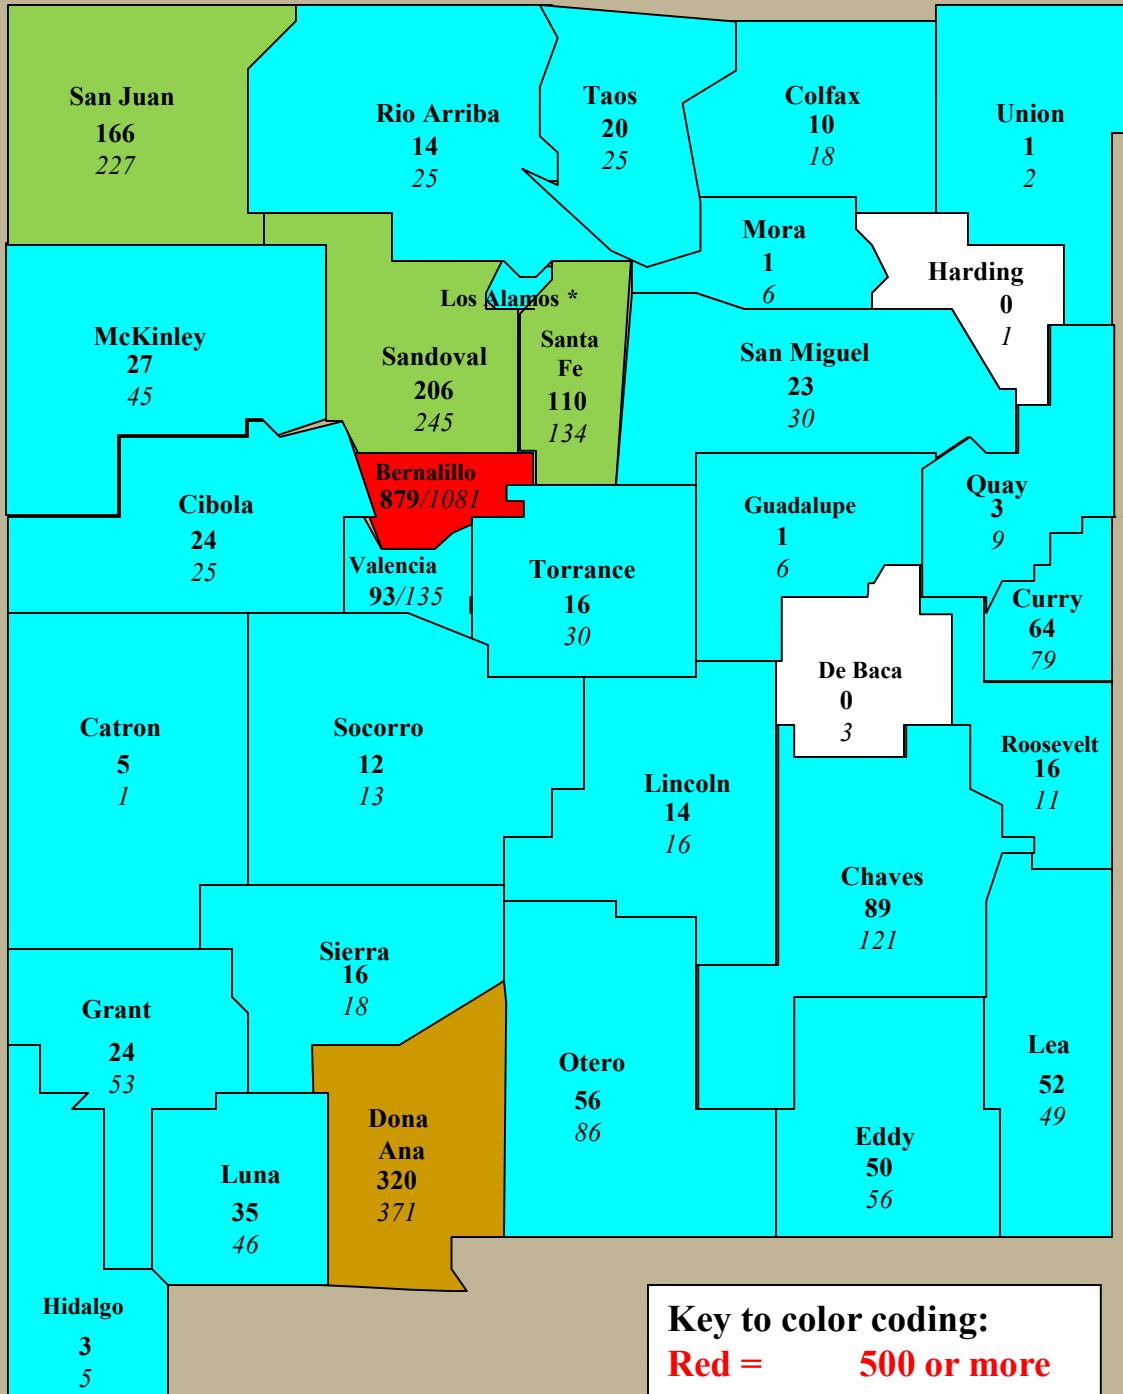 San Juan
166
227
Rio Arriba
14
25
Taos
20
25
Colfax
10
18
Union
1
2
Mora
1
6
Harding
0
1
Los Alamos *
McKinley
27
45
Sandoval
206
245
Santa
Fe
110
134
San Miguel
23
30
Bernalillo
879/1081
Cibola
24
25
Valencia
93/135
Torrance
16
30
Guadalupe
1
6
Quay
3
9
Curry
64
79
De Baca
0
3
Catron
5
1
Socorro
12
13
Lincoln
14
16
Roosevelt
16
11
Chaves
89
121
Sierra
16
18
Grant
24
53
Otero
56
86
Lea
52
49
Dona
Ana
320
371
Eddy
50
56
Luna
35
46
Hidalgo
3
5
Key to color coding:
Red = 500 or more